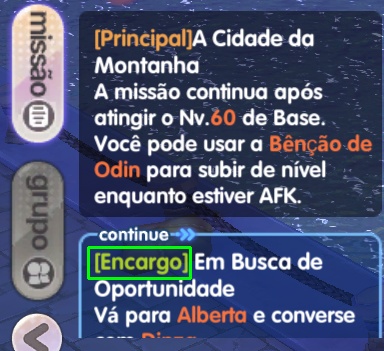 missão
grupo
[Principal]A Cidade da
Montanha
A missão continua após
atingir o Nv.60 de Base.
Você pode usar a Bênção de
Odin para subir de nível
enquanto estiver AFK.
continue
[Encargo] Em Busca de
Oportunidade
Vá para Alberta e converse
com